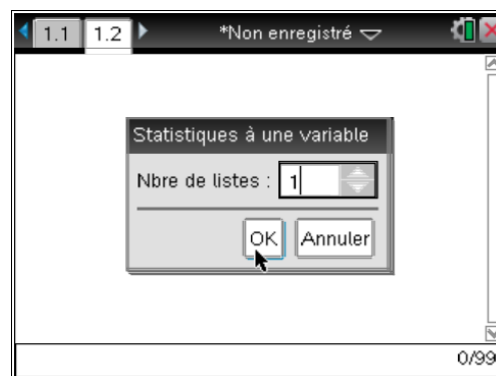 1.1 1.2 *Non enregistré
Statistiques à une variable
Nbre de listes : 1
OK Annuler
0/99